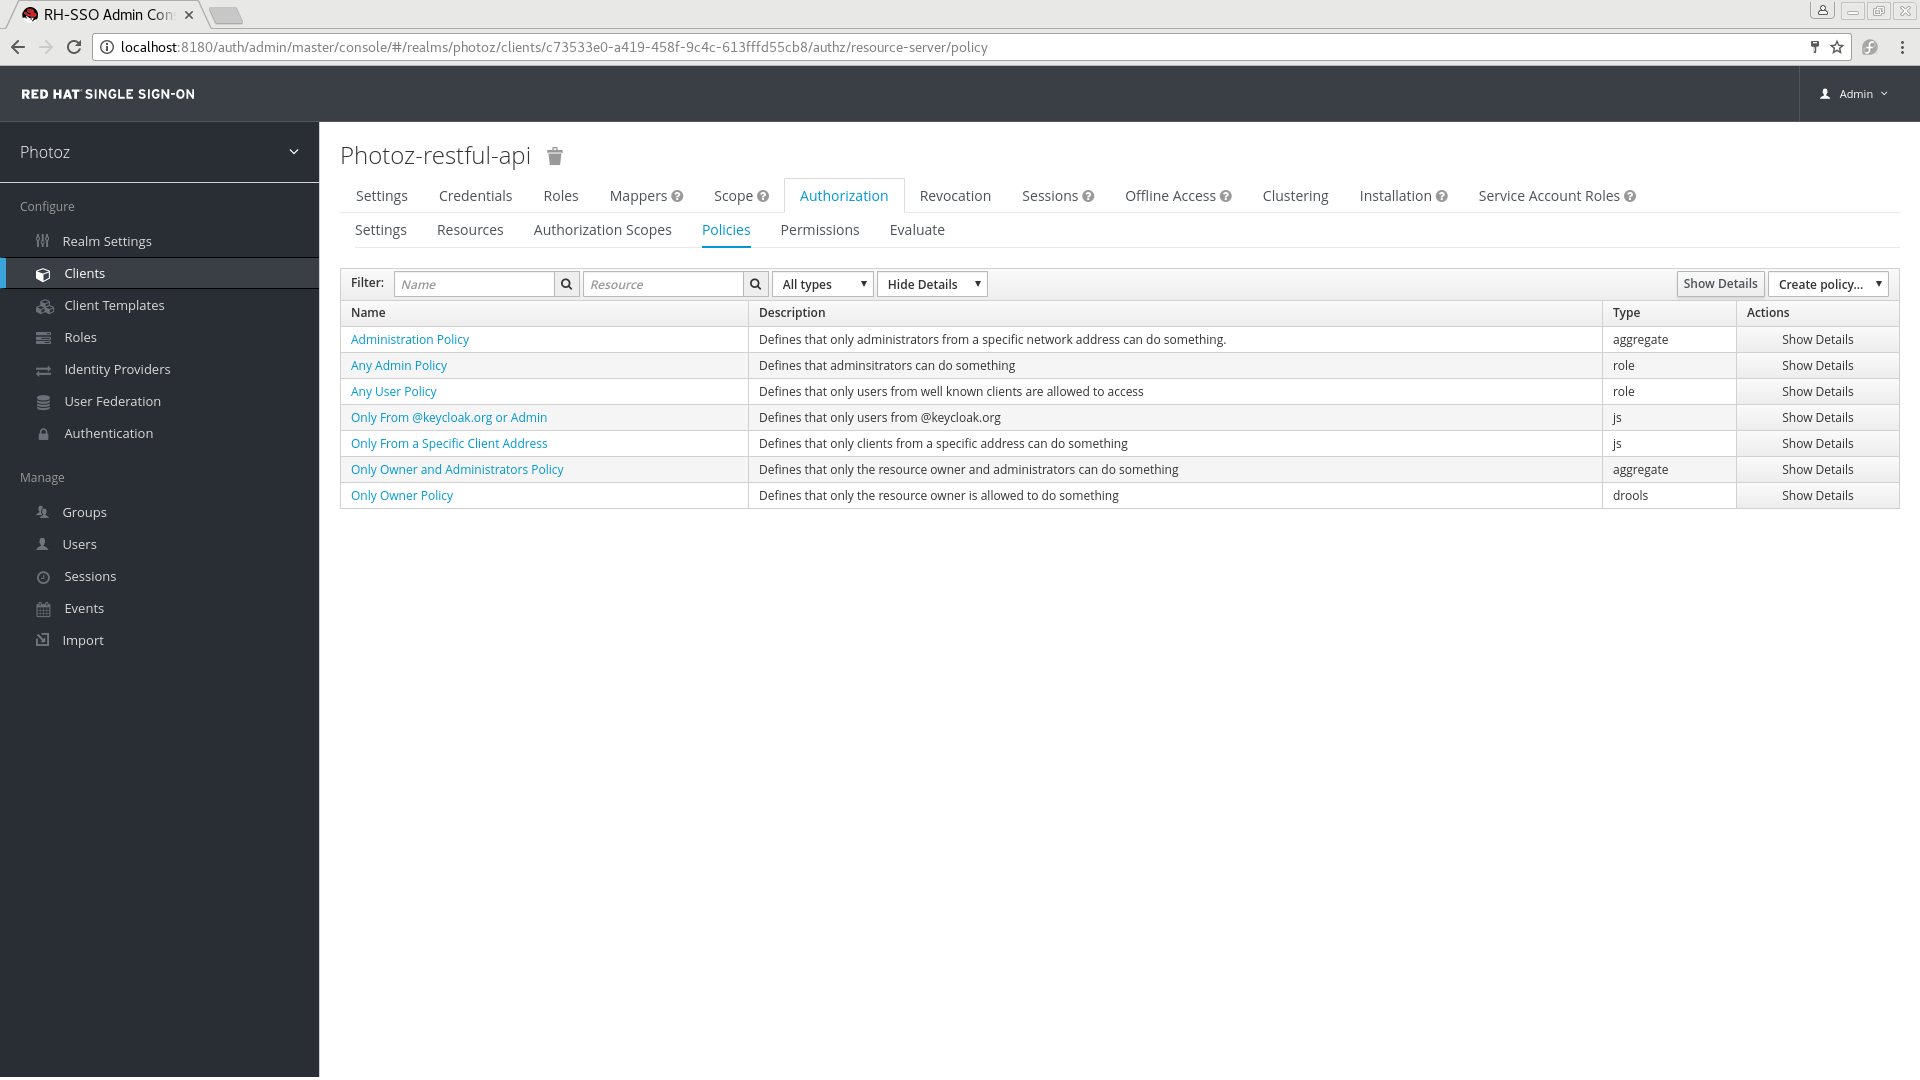 RH-SSO Admin Con
localhost:8180/auth/admin/master/console/#/realms/photoz/clients/c73533e0-a419-458f-9c4c-613fffd55cb8/authz/resource-server/policy
RED HAT SINGLE SIGN-ON
Admin
Photoz
Configure
Realm Settings
Clients
Client Templates
Roles
Identity Providers
User Federation
Authentication
Manage
Groups
Users
Sessions
Events
Import
Photoz-restful-api
Settings Credentials Roles Mappers Scope Authorization Revocation Sessions Offline Access Clustering Installation Service Account Roles
Settings Resources Authorization Scopes Policies Permissions Evaluate
Filter: Name Resource All types Hide Details Show Details Create policy...
Name Description Type Actions
Administration Policy Defines that only administrators from a specific network address can do something. aggregate Show Details
Any Admin Policy Defines that adminsitrators can do something role Show Details
Any User Policy Defines that only users from well known clients are allowed to access role Show Details
Only From @keycloak.org or Admin Defines that only users from @keycloak.org js Show Details
Only From a Specific Client Address Defines that only clients from a specific address can do something js Show Details
Only Owner and Administrators Policy Defines that only the resource owner and administrators can do something aggregate Show Details
Only Owner Policy Defines that only the resource owner is allowed to do something drools Show Details